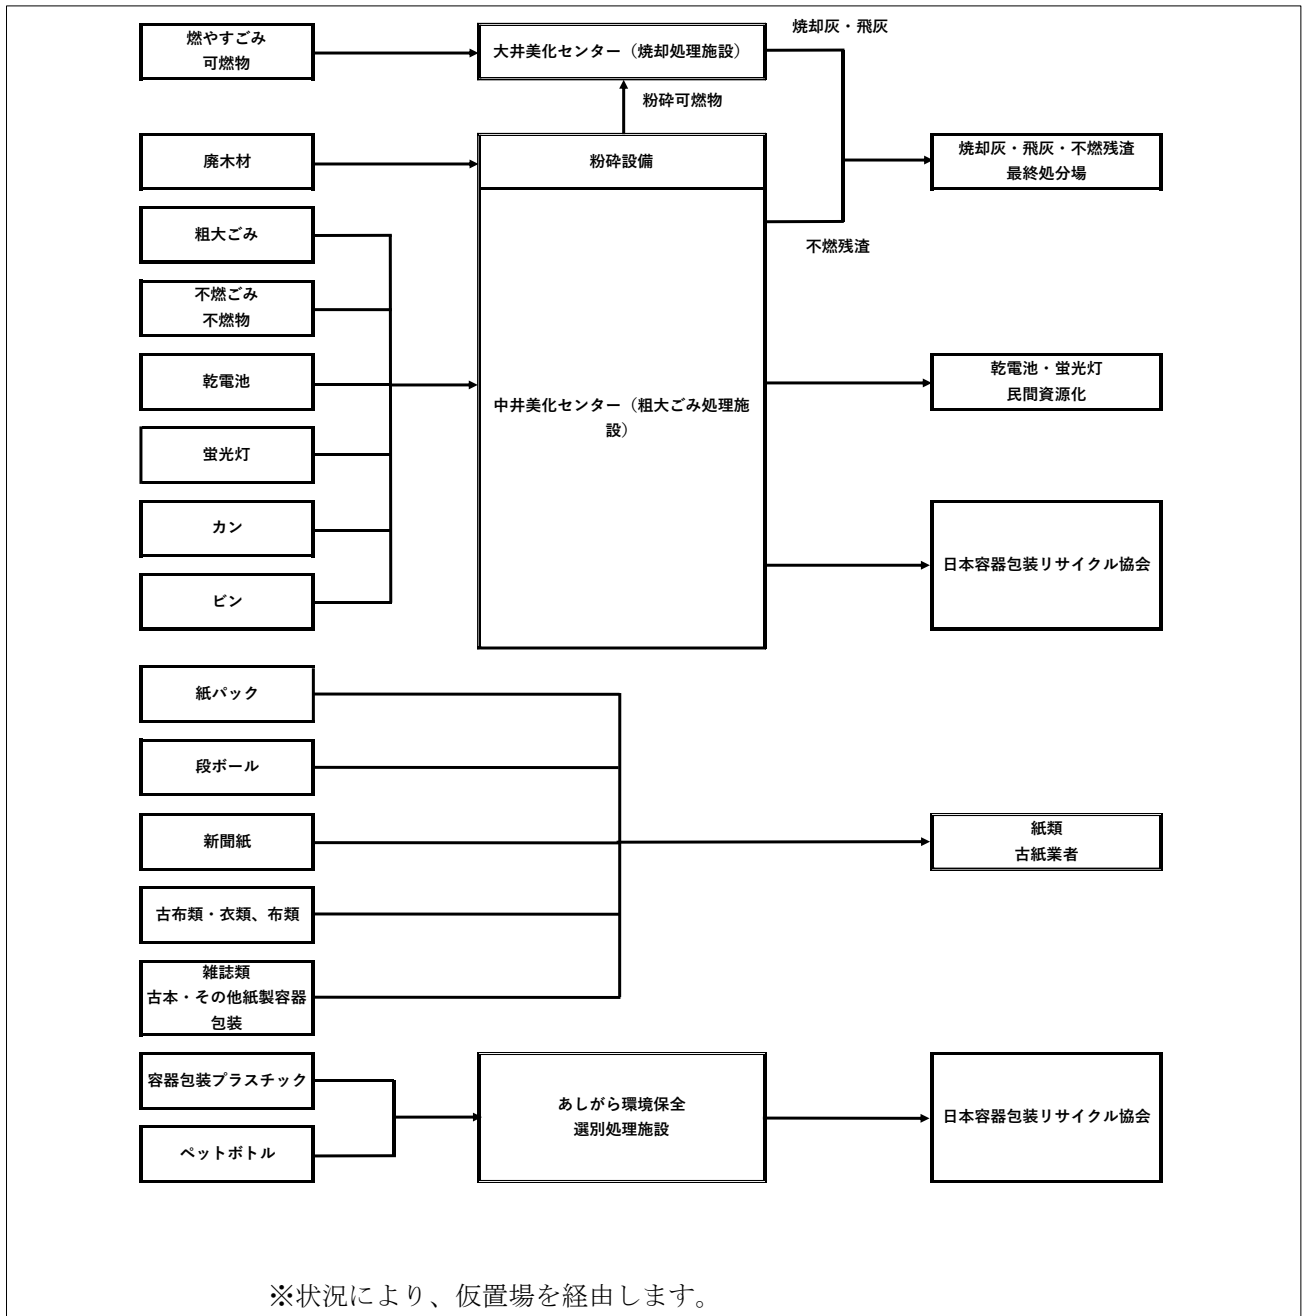 燃やすごみ
可燃物
大井美化センター（焼却処理施設）
焼却灰・飛灰
粉砕可燃物
廃木材
粉砕設備
焼却灰・飛灰・不燃残渣
最終処分場
粗大ごみ
不燃残渣
不燃ごみ
不燃物
乾電池
中井美化センター（粗大ごみ処理施
設）
乾電池・蛍光灯
民間資源化
蛍光灯
カン
日本容器包装リサイクル協会
ビン
紙パック
段ボール
新聞紙
紙類
古紙業者
古布類・衣類、布類
雑誌類
古本・その他紙製容器
包装
容器包装プラスチック
あしがら環境保全
選別処理施設
日本容器包装リサイクル協会
ペットボトル
※状況により、仮置場を経由します。